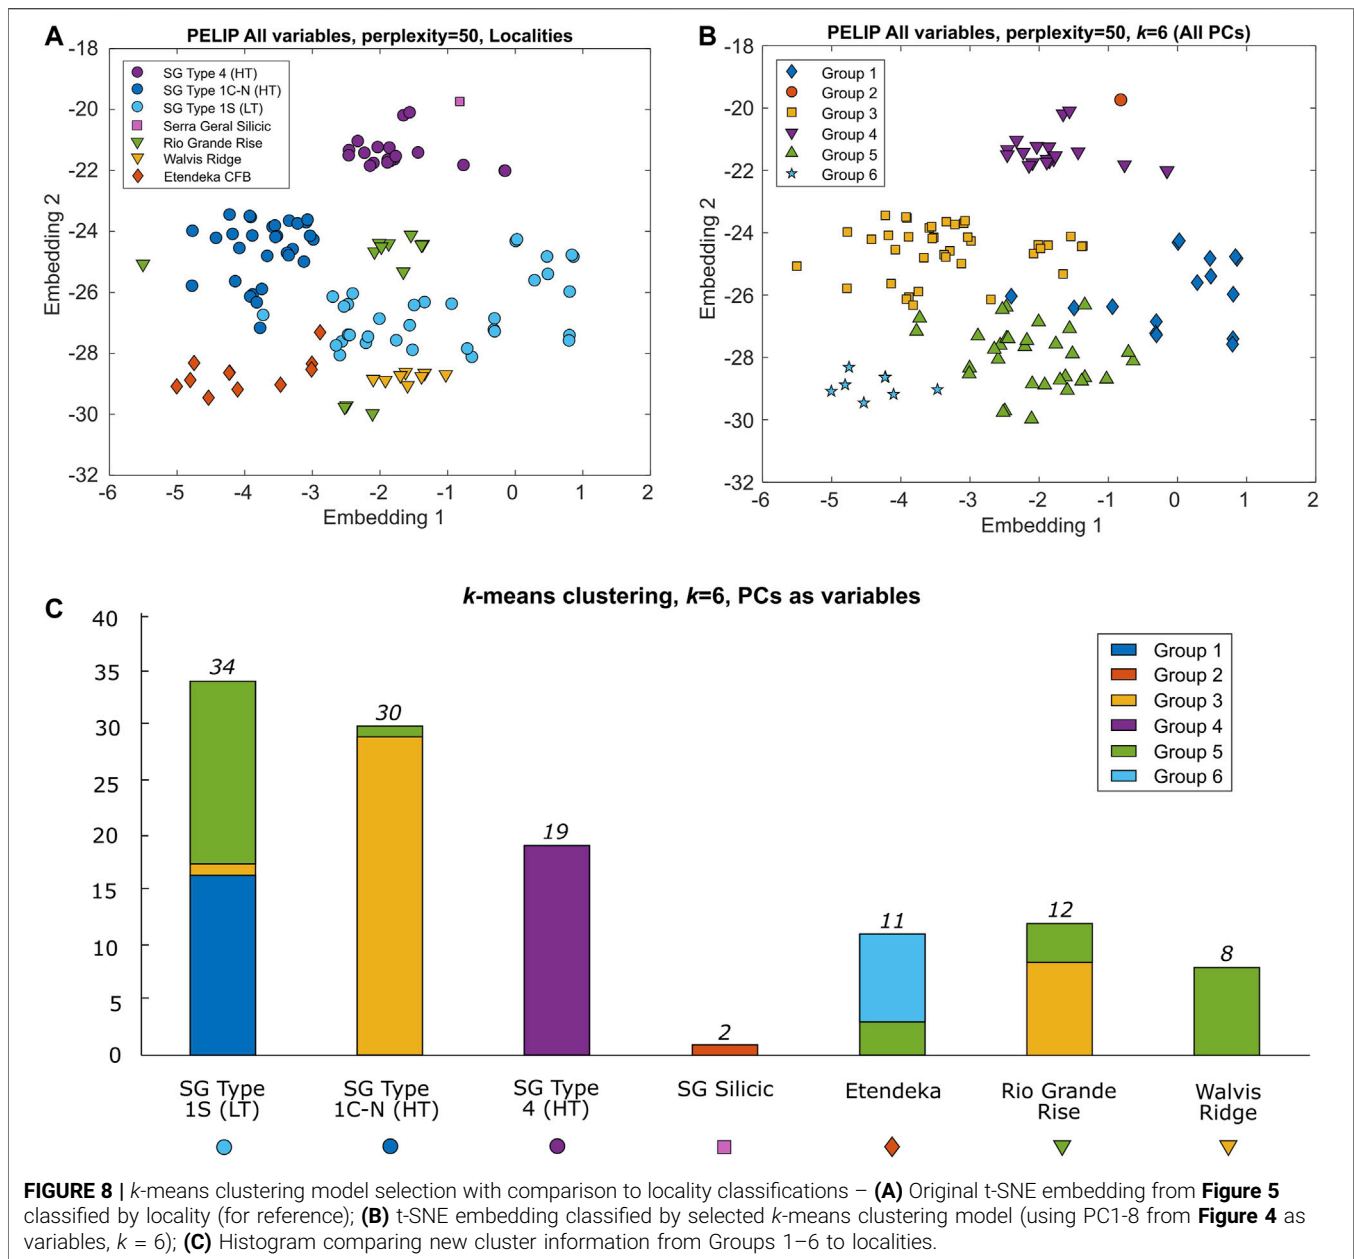 A
PELIP All variables, perplexity=50, Localities
-18
-20
-22
-24
-26
-28
-30
-32
Embedding 2
SG Type 4 (HT)
SG Type 1C-N (HT)
SG Type 1S (LT)
Serra Geral Silicic
Rio Grande Rise
Walvis Ridge
Etendeka CFB
-6 -5 -4 -3 -2 -1 0 1 2
Embedding 1
B
PELIP All variables, perplexity=50, k=6 (All PCs)
-18
-20
-22
-24
-26
-28
-30
-32
Embedding 2
Group 1
Group 2
Group 3
Group 4
Group 5
Group 6
-6 -5 -4 -3 -2 -1 0 1 2
Embedding 1
C
k-means clustering, k=6, PCs as variables
40
35
30
25
20
15
10
5
0
34
30
19
2
11
12
8
Group 1
Group 2
Group 3
Group 4
Group 5
Group 6
SG Type
1S (LT)
SG Type
1C-N (HT)
SG Type
4 (HT)
SG Silicic
Etendeka
Rio Grande
Rise
Walvis
Ridge
FIGURE 8 | k-means clustering model selection with comparison to locality classifications – (A) Original t-SNE embedding from Figure 5
classified by locality (for reference); (B) t-SNE embedding classified by selected k-means clustering model (using PC1-8 from Figure 4 as
variables, k = 6); (C) Histogram comparing new cluster information from Groups 1–6 to localities.